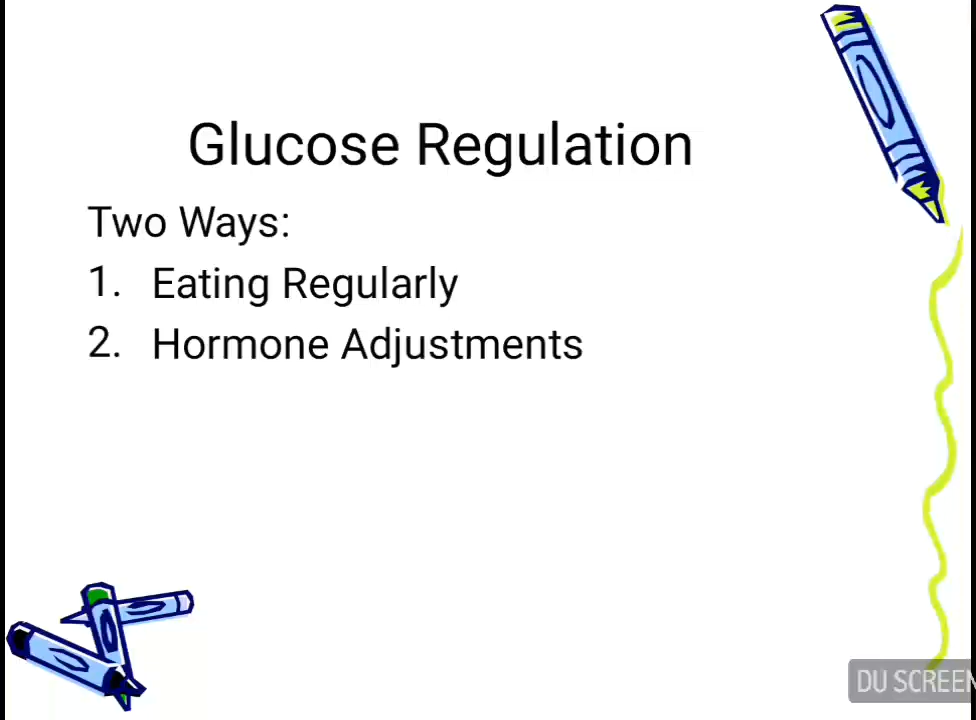 Glucose Regulation
Two Ways:
1. Eating Regularly
2. Hormone Adjustments
DU SCREEN